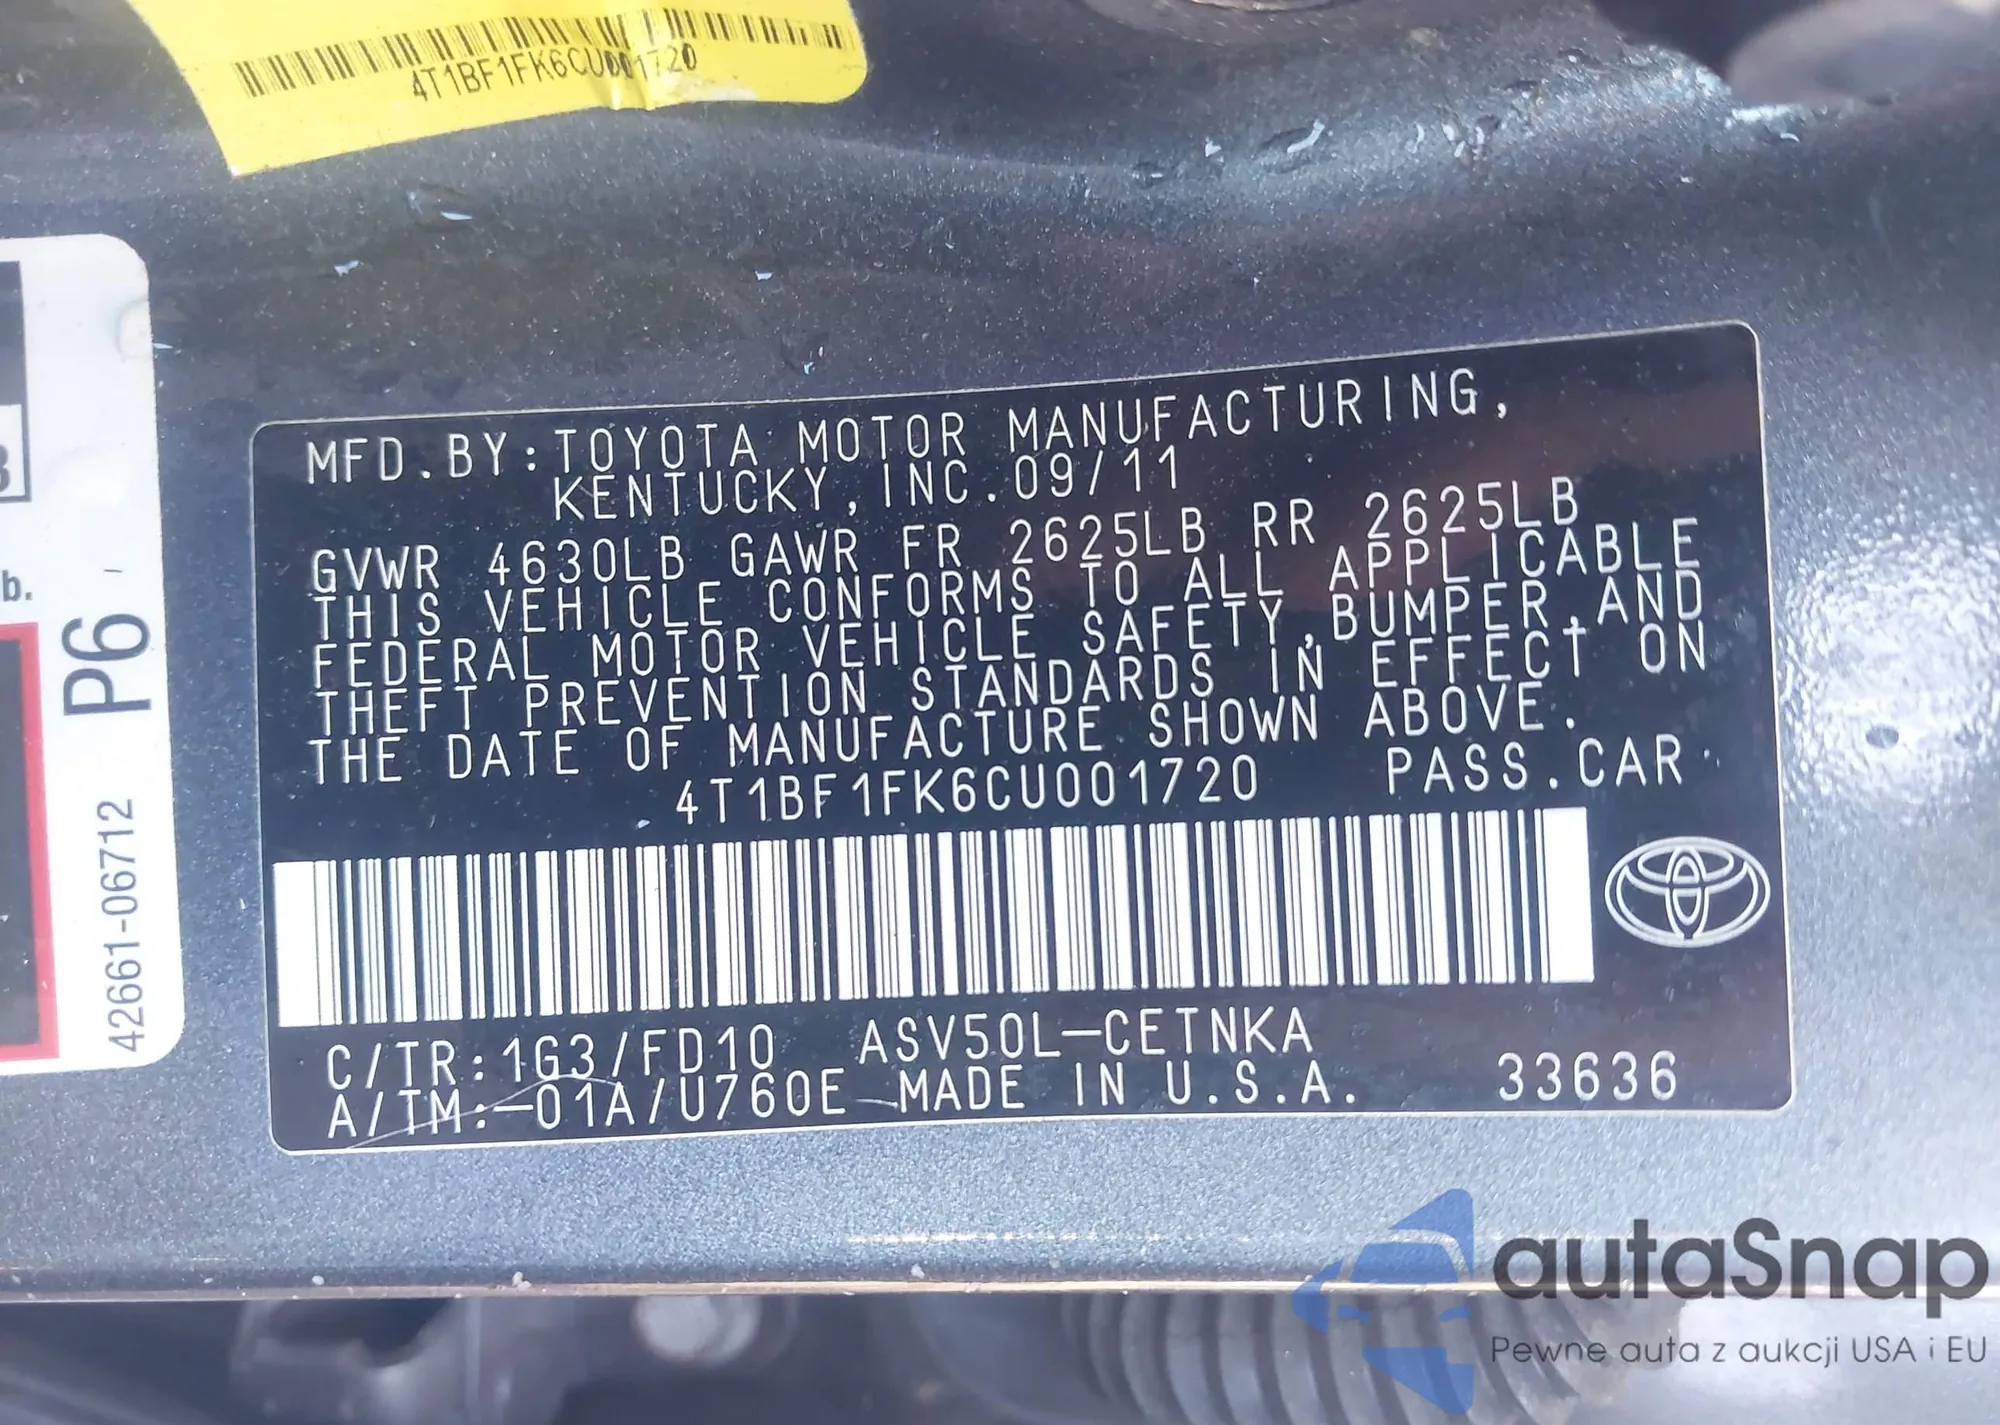 4T1BF1FK6CU001720
3
b.
P6
42661-06712
MFD.BY:TOYOTA MOTOR MANUFACTURING,
KENTUCKY,INC.09/11
GVWR 4630LB GAWR FR 2625LB RR 2625LB
THIS VEHICLE CONFORMS TO ALL APPLICABLE
FEDERAL MOTOR VEHICLE SAFETY,BUMPER,AND
THEFT PREVENTION STANDARDS IN EFFECT ON
THE DATE OF MANUFACTURE SHOWN ABOVE.
4T1BF1FK6CU001720 PASS.CAR
C/TR:1G3/FD10 ASV50L-CETNKA
A/TM:-01A/U760E MADE IN U.S.A. 33636
autaSnap
Pewne auta z aukcji USA i EU